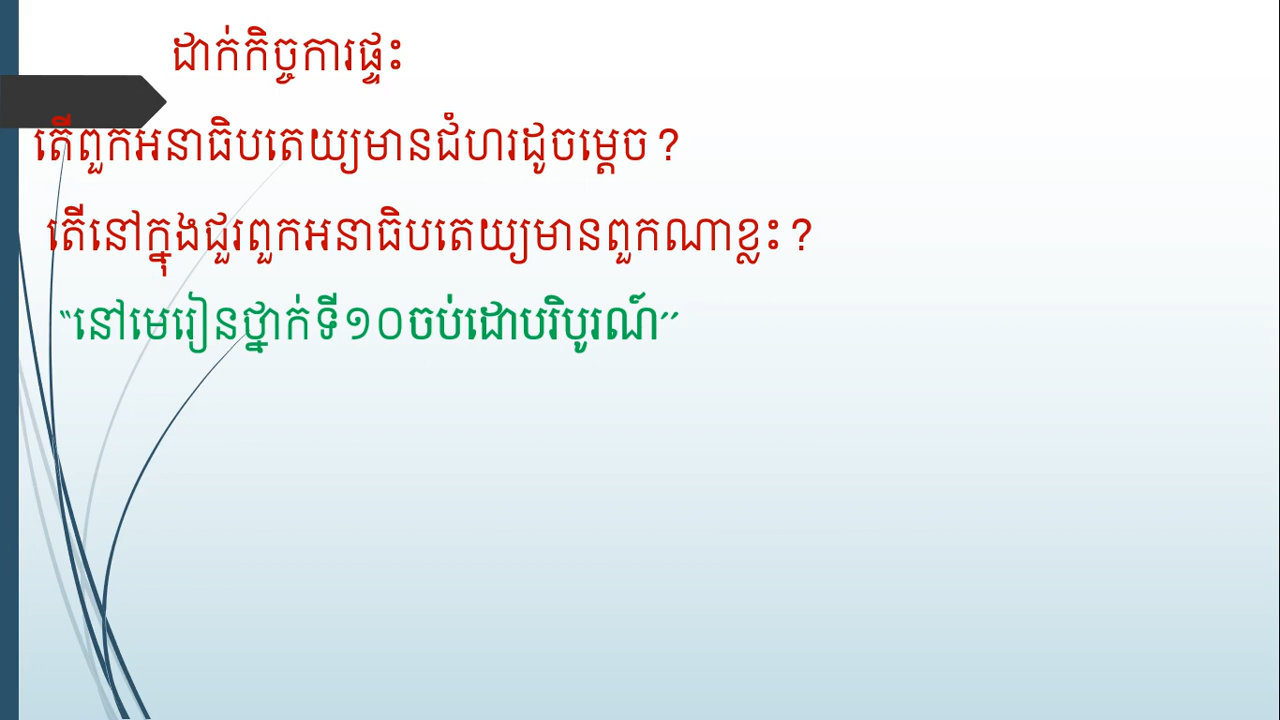 ដាក់កិច្ចការផ្ទះ
តើពួកអនាធិបតេយ្យមានជំហរដូចម្ដេច?
តើនៅក្នុងជួរពួកអនាធិបតេយ្យមានពួកណាខ្លះ?
“នៅមេរៀនថ្នាក់ទី១០ចប់ដោបរិបូរណ៍’’